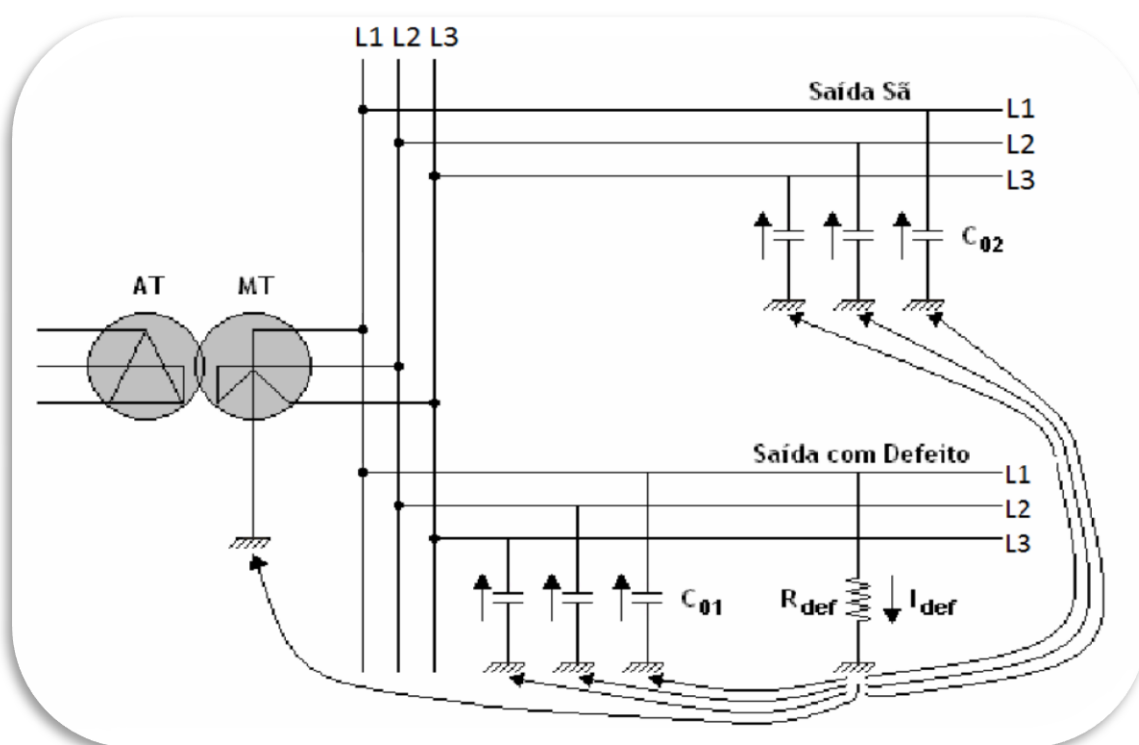 L1 L2 L3
Saída Sã
L1
L2
L3
C02
AT MT
Saída com Defeito
L1
L2
L3
C01
Rdef
Idef